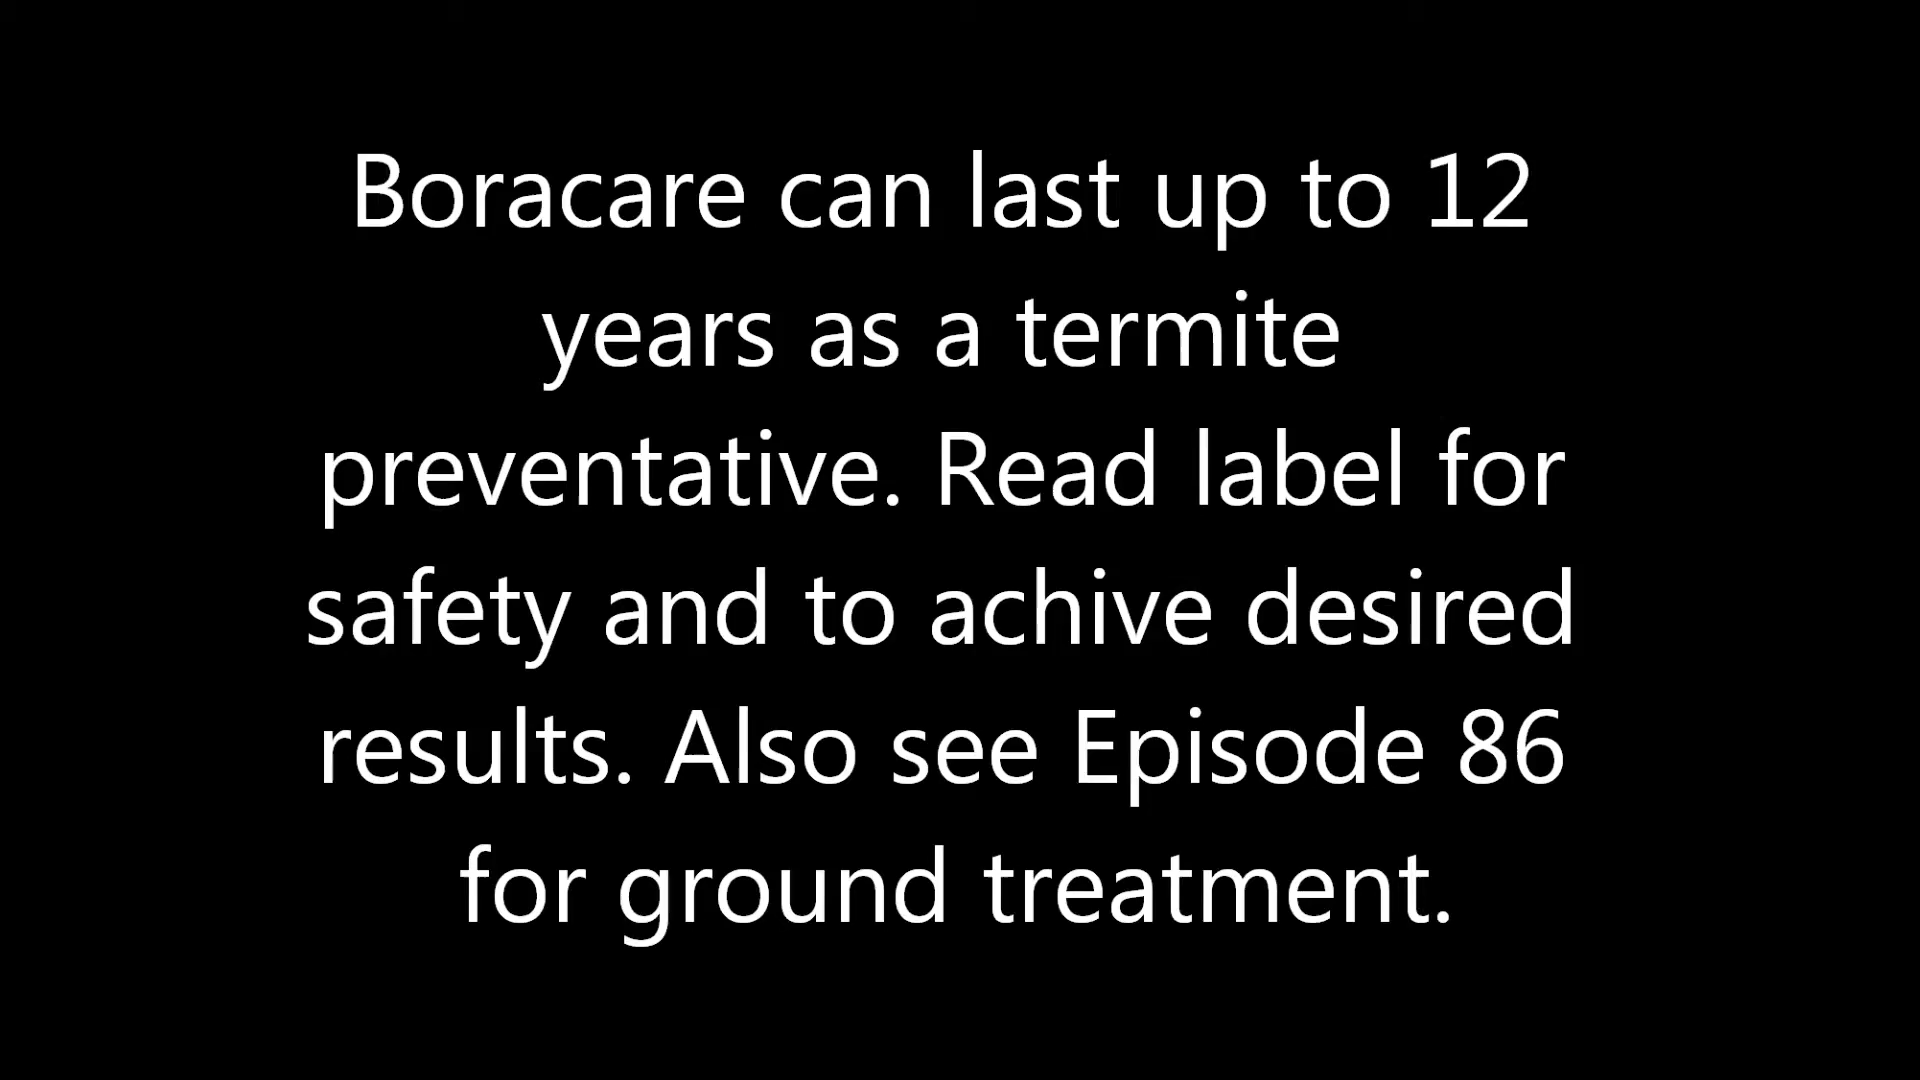 Boracare can last up to 12
years as a termite
preventative. Read label for
safety and to achive desired
results. Also see Episode 86
for ground treatment.